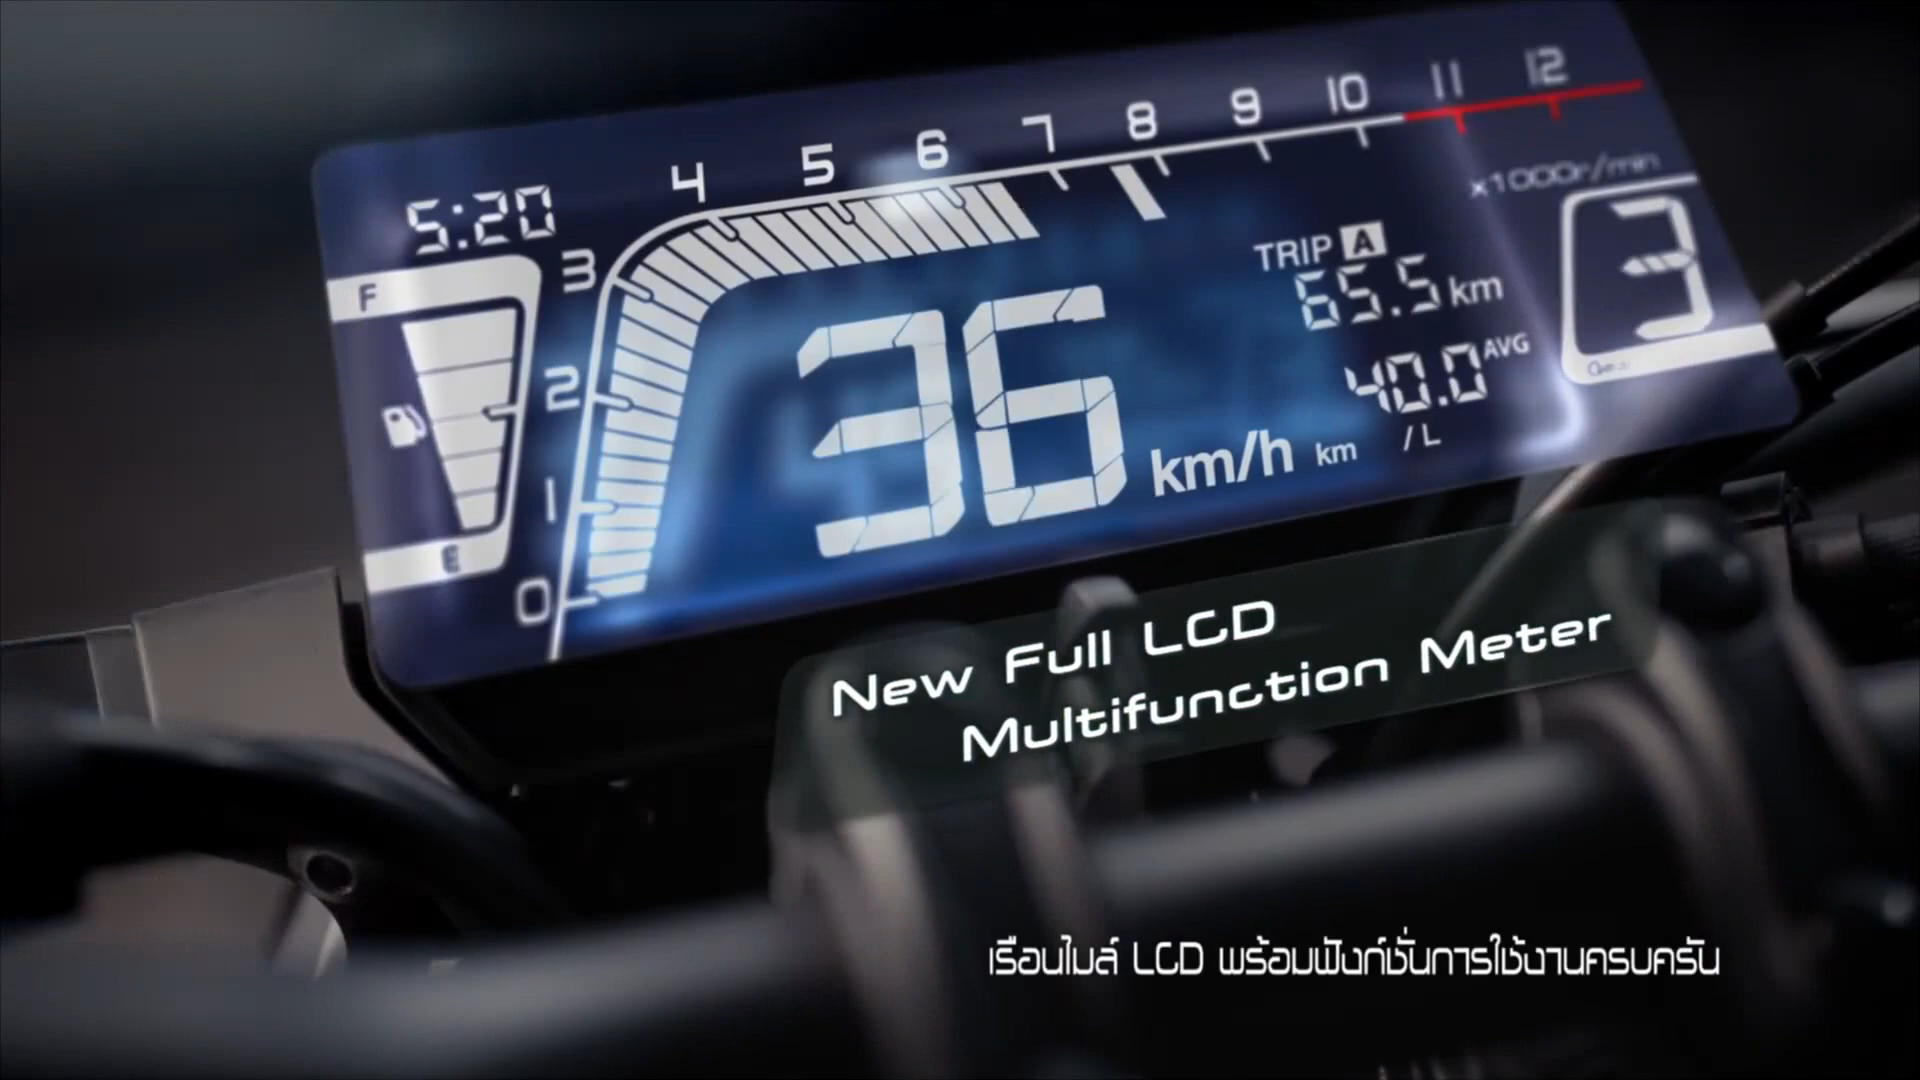 4 5 6 7 8 9 10 11 12
x1000r/min
5:20
3
F
TRIP A
65.5 km
3
2
36 km/h
40.0 AVG
km / L
1
E
0
New Full LCD
Multifunction Meter
เรือนไมล์ LCD พร้อมฟังก์ชั่นการใช้งานครบครัน